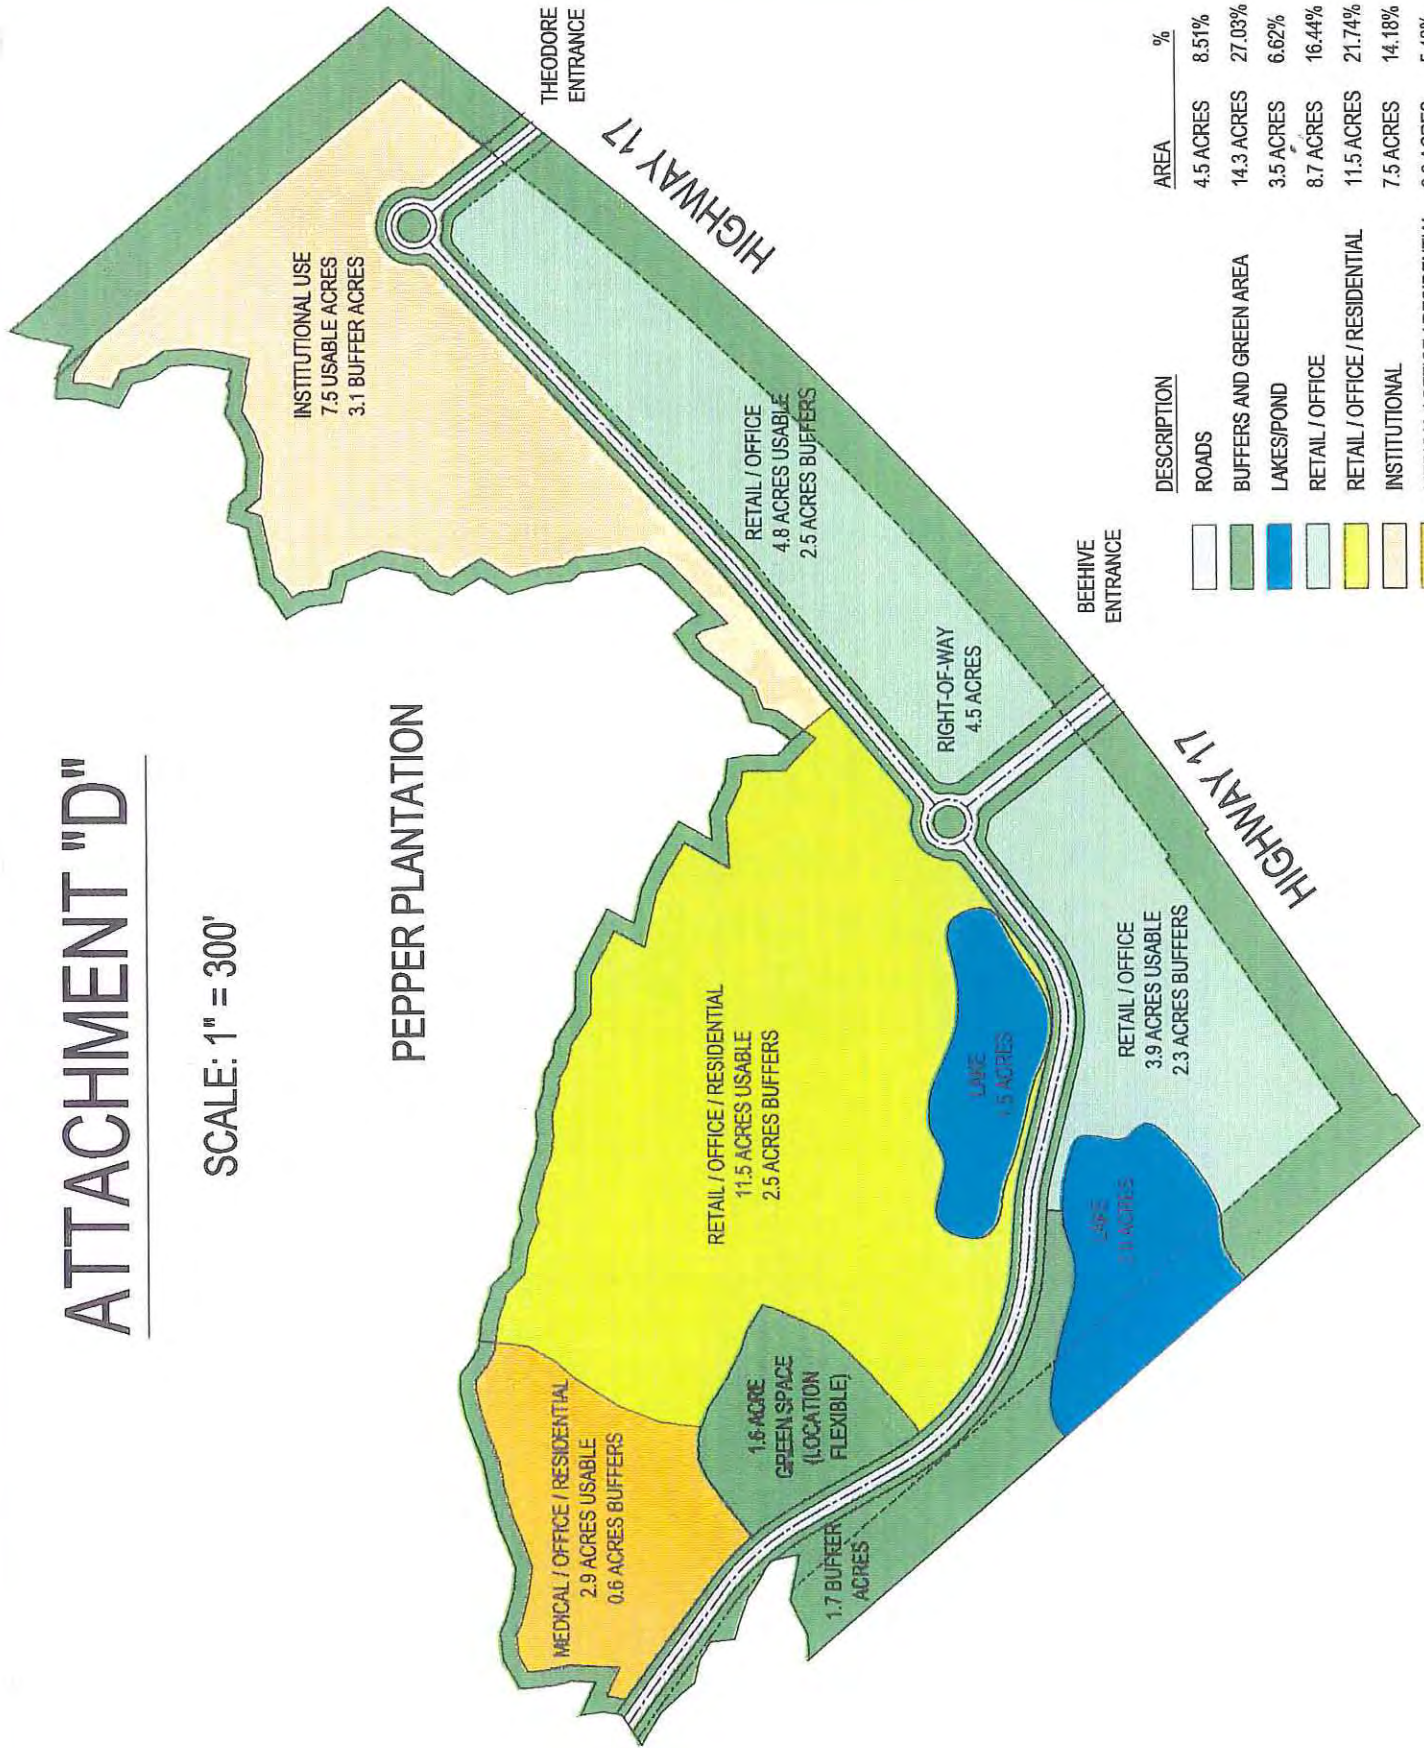 ATTACHMENT "D"
SCALE: 1" = 300'
PEPPER PLANTATION
INSTITUTIONAL USE
7.5 USABLE ACRES
3.1 BUFFER ACRES
THEODORE
ENTRANCE
HIGHWAY 17
RETAIL / OFFICE
4.8 ACRES USABLE
2.5 ACRES BUFFERS
RIGHT-OF-WAY
4.5 ACRES
BEEHIVE
ENTRANCE
HIGHWAY 17
RETAIL / OFFICE / RESIDENTIAL
11.5 ACRES USABLE
2.5 ACRES BUFFERS
LAKE
1.5 ACRES
RETAIL / OFFICE
3.9 ACRES USABLE
2.3 ACRES BUFFERS
LAKE
ACRES
MEDICAL / OFFICE / RESIDENTIAL
2.9 ACRES USABLE
0.6 ACRES BUFFERS
1.6 ACRE
GREEN SPACE
(LOCATION
FLEXIBLE)
1.7 BUFFER
ACRES
DESCRIPTION AREA %
ROADS 4.5 ACRES 8.51%
BUFFERS AND GREEN AREA 14.3 ACRES 27.03%
LAKES/POND 3.5 ACRES 6.62%
RETAIL / OFFICE 8.7 ACRES 16.44%
RETAIL / OFFICE / RESIDENTIAL 11.5 ACRES 21.74%
INSTITUTIONAL 7.5 ACRES 14.18%